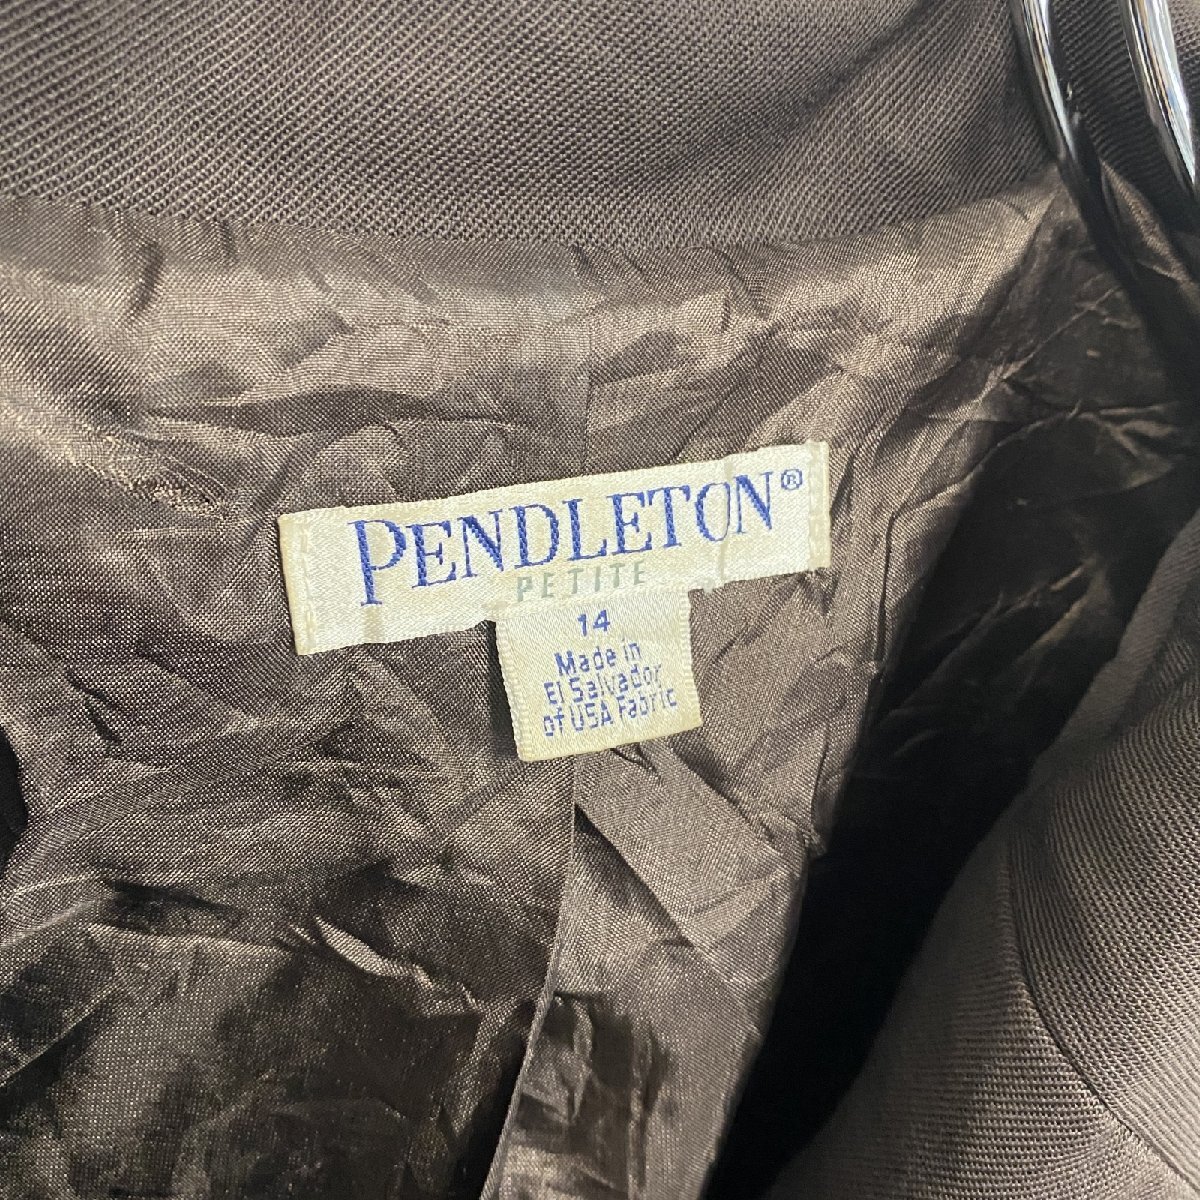 PENDLETON®
PETITE
14
Made in
El Salvador
of USA Fabric